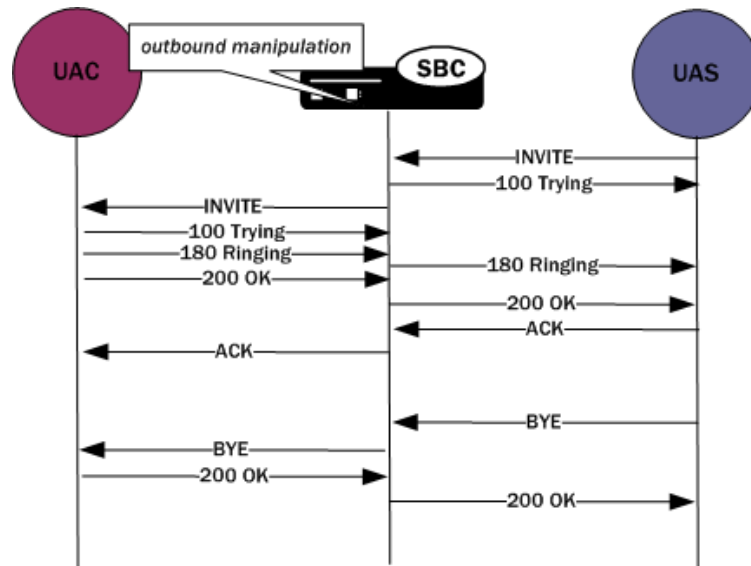 outbound manipulation
UAC
SBC
UAS
INVITE
100 Trying
INVITE
100 Trying
180 Ringing
180 Ringing
200 OK
200 OK
ACK
ACK
BYE
BYE
200 OK
200 OK